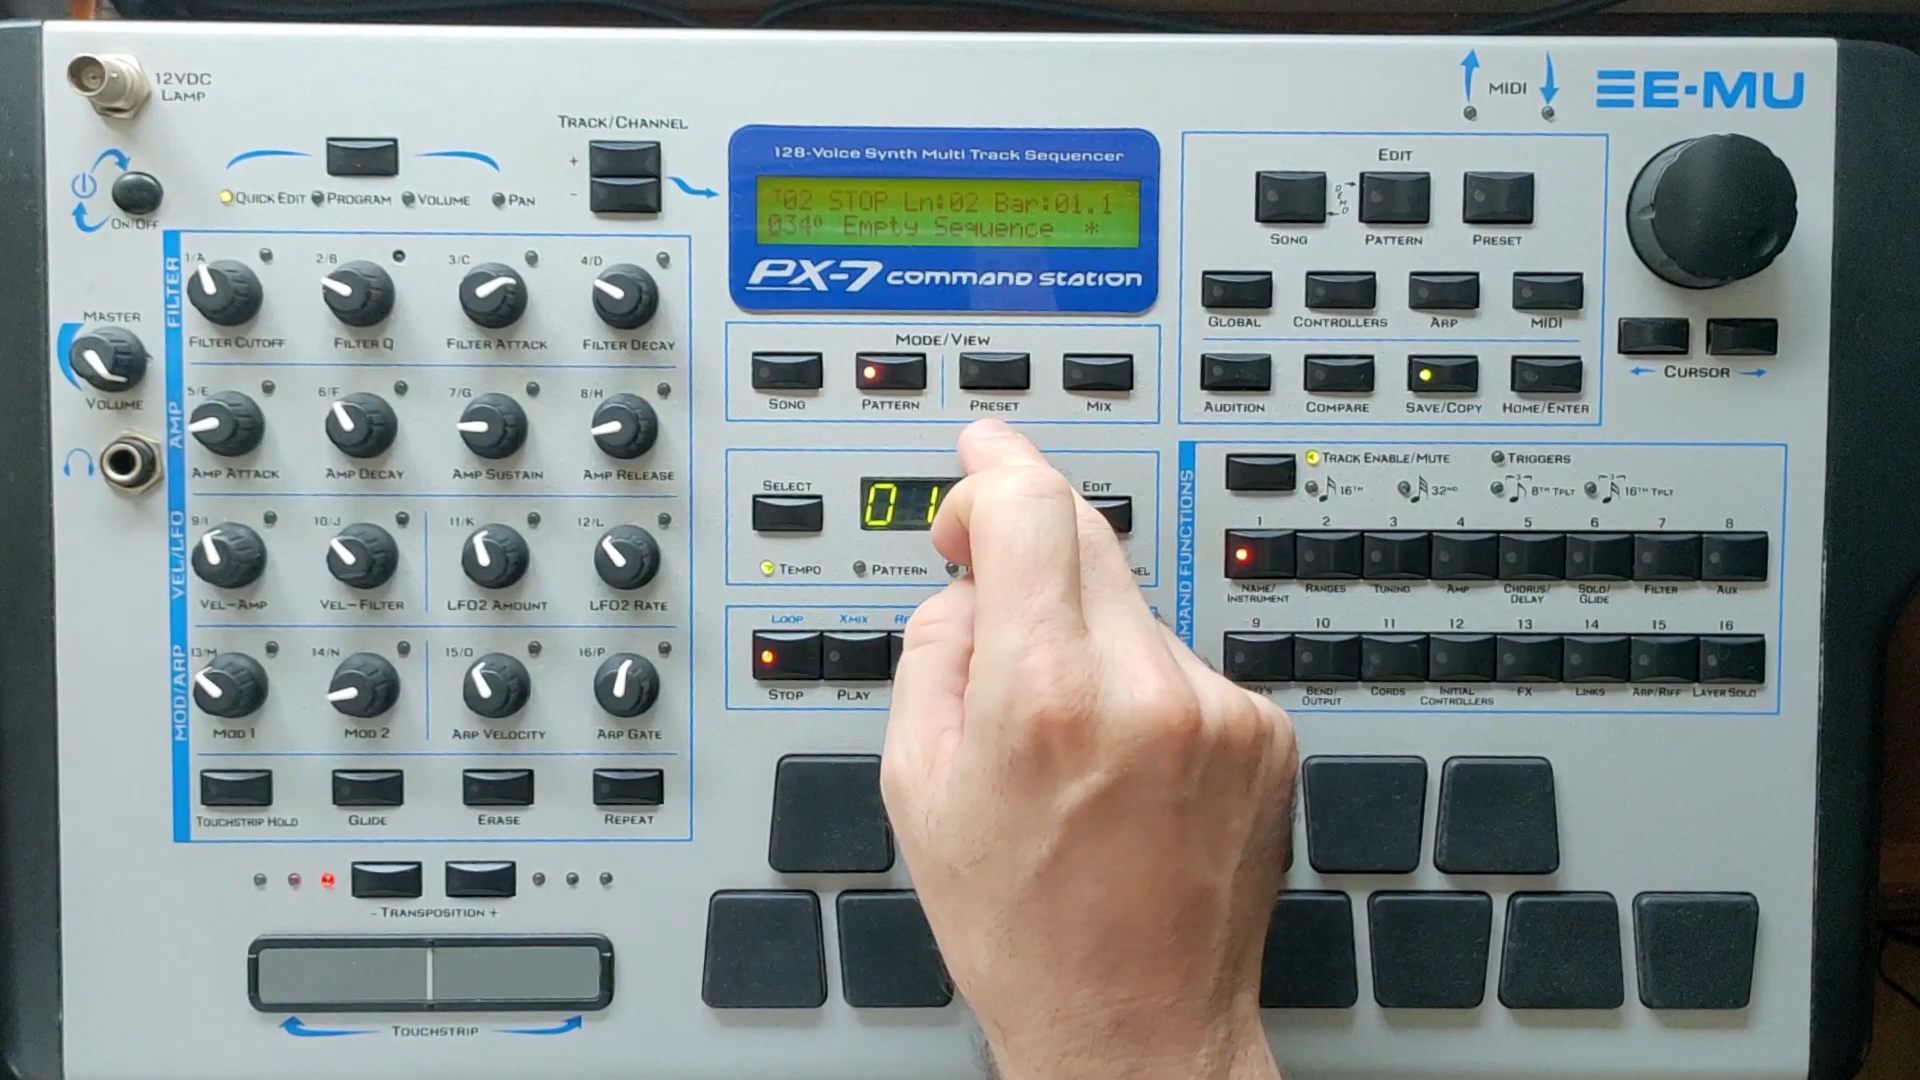 12VDC
LAMP
ON/OFF
MASTER
VOLUME
QUICK EDIT PROGRAM VOLUME PAN
TRACK/CHANNEL
+
-
128-Voice Synth Multi Track Sequencer
T02 STOP Ln:02 Bar:01.1
034⁰ Empty Sequence *
PX-7 COMMAND STATION
MIDI
E-MU
FILTER
1/A 2/B 3/C 4/D
FILTER CUTOFF FILTER Q FILTER ATTACK FILTER DECAY
AMP
5/E 6/F 7/G 8/H
AMP ATTACK AMP DECAY AMP SUSTAIN AMP RELEASE
VEL/LFO
9/I 10/J 11/K 12/L
VEL-AMP VEL-FILTER LFO2 AMOUNT LFO2 RATE
MOD/ARP
13/M 14/N 15/O 16/P
MOD 1 MOD 2 ARP VELOCITY ARP GATE
TOUCHSTRIP HOLD GLIDE ERASE REPEAT
- TRANSPOSITION +
TOUCHSTRIP
MODE/VIEW
SONG PATTERN PRESET MIX
SELECT EDIT
01
TEMPO PATTERN
LOOP XMIX
STOP PLAY
EDIT
DEMO
SONG PATTERN PRESET
GLOBAL CONTROLLERS ARP MIDI
AUDITION COMPARE SAVE/COPY HOME/ENTER
CURSOR
TRACK ENABLE/MUTE TRIGGERS
16TH 32ND 3 8TH TPLT 3 16TH TPLT
1 2 3 4 5 6 7 8
NAME/INSTRUMENT RANGES TUNING AMP CHORUS/DELAY SOLO/GLIDE FILTER AUX
9 10 11 12 13 14 15 16
BEND/OUTPUT CORDS INITIAL CONTROLLERS FX LINKS ARP/RIFF LAYER SOLO
FUNCTIONS